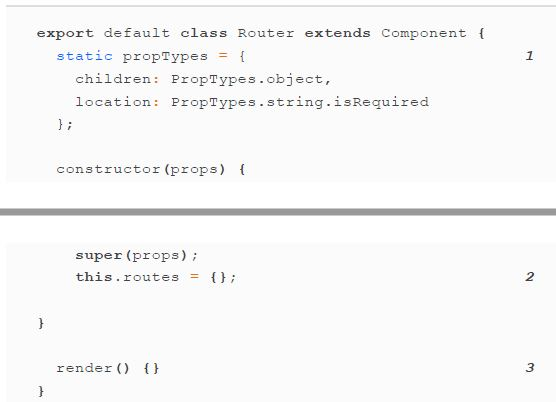 export default class Router extends Component {
static propTypes = { 1
children: PropTypes.object,
location: PropTypes.string.isRequired
};
constructor(props) {
super(props);
this.routes = {}; 2
}
render() {} 3
}